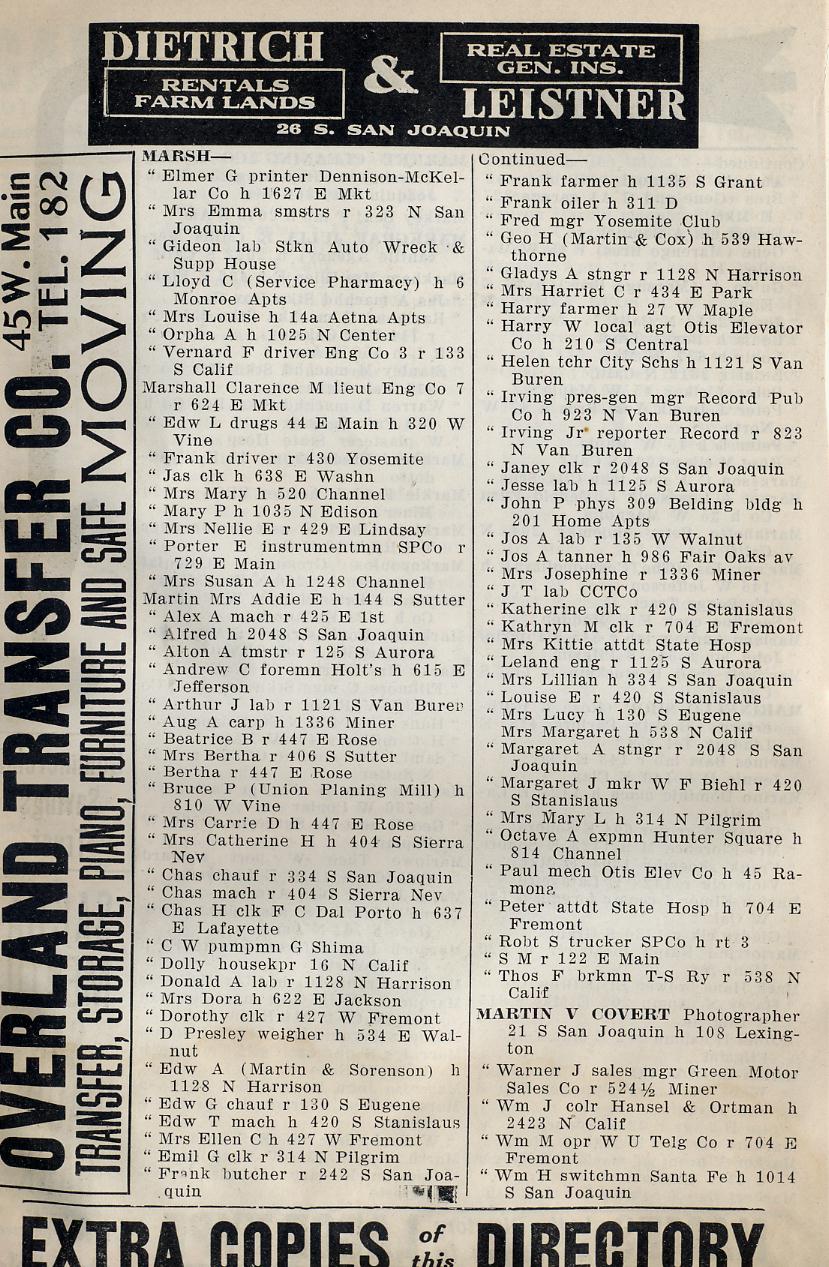 DIETRICH
RENTALS
FARM LANDS
&
REAL ESTATE
GEN. INS.
LEISTNER
26 S. SAN JOAQUIN
OVERLAND TRANSFER CO. 45 W. Main TEL. 182
TRANSFER, STORAGE, PIANO, FURNITURE AND SAFE MOVING
MARSH—
“ Elmer G printer Dennison-McKel-
lar Co h 1627 E Mkt
“ Mrs Emma smstrs r 323 N San
Joaquin
“ Gideon lab Stkn Auto Wreck &
Supp House
“ Lloyd C (Service Pharmacy) h 6
Monroe Apts
“ Mrs Louise h 14a Aetna Apts
“ Orpha A h 1025 N Center
“ Vernard F driver Eng Co 3 r 133
S Calif
Marshall Clarence M lieut Eng Co 7
r 624 E Mkt
“ Edw L drugs 44 E Main h 320 W
Vine
“ Frank driver r 430 Yosemite
“ Jas clk h 638 E Washn
“ Mrs Mary h 520 Channel
“ Mary P h 1035 N Edison
“ Mrs Nellie E r 429 E Lindsay
“ Porter E instrumentmn SPCo r
729 E Main
“ Mrs Susan A h 1248 Channel
Martin Mrs Addie E h 144 S Sutter
“ Alex A mach r 425 E 1st
“ Alfred h 2048 S San Joaquin
“ Alton A tmstr r 125 S Aurora
“ Andrew C foremn Holt's h 615 E
Jefferson
“ Arthur J lab r 1121 S Van Buren
“ Aug A carp h 1336 Miner
“ Beatrice B r 447 E Rose
“ Mrs Bertha r 406 S Sutter
“ Bertha r 447 E Rose
“ Bruce P (Union Planing Mill) h
810 W Vine
“ Mrs Carrie D h 447 E Rose
“ Mrs Catherine H h 404 S Sierra
Nev
“ Chas chauf r 334 S San Joaquin
“ Chas mach r 404 S Sierra Nev
“ Chas H clk F C Dal Porto h 637
E Lafayette
“ C W pumpmn G Shima
“ Dolly housekpr 16 N Calif
“ Donald A lab r 1128 N Harrison
“ Mrs Dora h 622 E Jackson
“ Dorothy clk r 427 W Fremont
“ D Presley weigher h 534 E Wal-
nut
“ Edw A (Martin & Sorenson) h
1128 N Harrison
“ Edw G chauf r 130 S Eugene
“ Edw T mach h 420 S Stanislaus
“ Mrs Ellen C h 427 W Fremont
“ Emil G clk r 314 N Pilgrim
“ Frank butcher r 242 S San Joa-
quin
Continued—
“ Frank farmer h 1135 S Grant
“ Frank oiler h 311 D
“ Fred mgr Yosemite Club
“ Geo H (Martin & Cox) h 539 Haw-
thorne
“ Gladys A stngr r 1128 N Harrison
“ Mrs Harriet C r 434 E Park
“ Harry farmer h 27 W Maple
“ Harry W local agt Otis Elevator
Co h 210 S Central
“ Helen tchr City Schs h 1121 S Van
Buren
“ Irving pres-gen mgr Record Pub
Co h 923 N Van Buren
“ Irving Jr reporter Record r 823
N Van Buren
“ Janey clk r 2048 S San Joaquin
“ Jesse lab h 1125 S Aurora
“ John P phys 309 Belding bldg h
201 Home Apts
“ Jos A lab r 135 W Walnut
“ Jos A tanner h 986 Fair Oaks av
“ Mrs Josephine r 1336 Miner
“ J T lab CCTCo
“ Katherine clk r 420 S Stanislaus
“ Kathryn M clk r 704 E Fremont
“ Mrs Kittie attdt State Hosp
“ Leland eng r 1125 S Aurora
“ Mrs Lillian h 334 S San Joaquin
“ Louise E r 420 S Stanislaus
“ Mrs Lucy h 130 S Eugene
Mrs Margaret h 538 N Calif
“ Margaret A stngr r 2048 S San
Joaquin
“ Margaret J mkr W F Biehl r 420
S Stanislaus
“ Mrs Mary L h 314 N Pilgrim
“ Octave A expmn Hunter Square h
814 Channel
“ Paul mech Otis Elev Co h 45 Ra-
mona
“ Peter attdt State Hosp h 704 E
Fremont
“ Robt S trucker SPCo h rt 3
“ S M r 122 E Main
“ Thos F brkmn T-S Ry r 538 N
Calif
MARTIN V COVERT Photographer
21 S San Joaquin h 108 Lexing-
ton
“ Warner J sales mgr Green Motor
Sales Co r 524½ Miner
“ Wm J colr Hansel & Ortman h
2423 N Calif
“ Wm M opr W U Telg Co r 704 E
Fremont
“ Wm H switchmn Santa Fe h 1014
S San Joaquin
EXTRA COPIES of this DIRECTORY